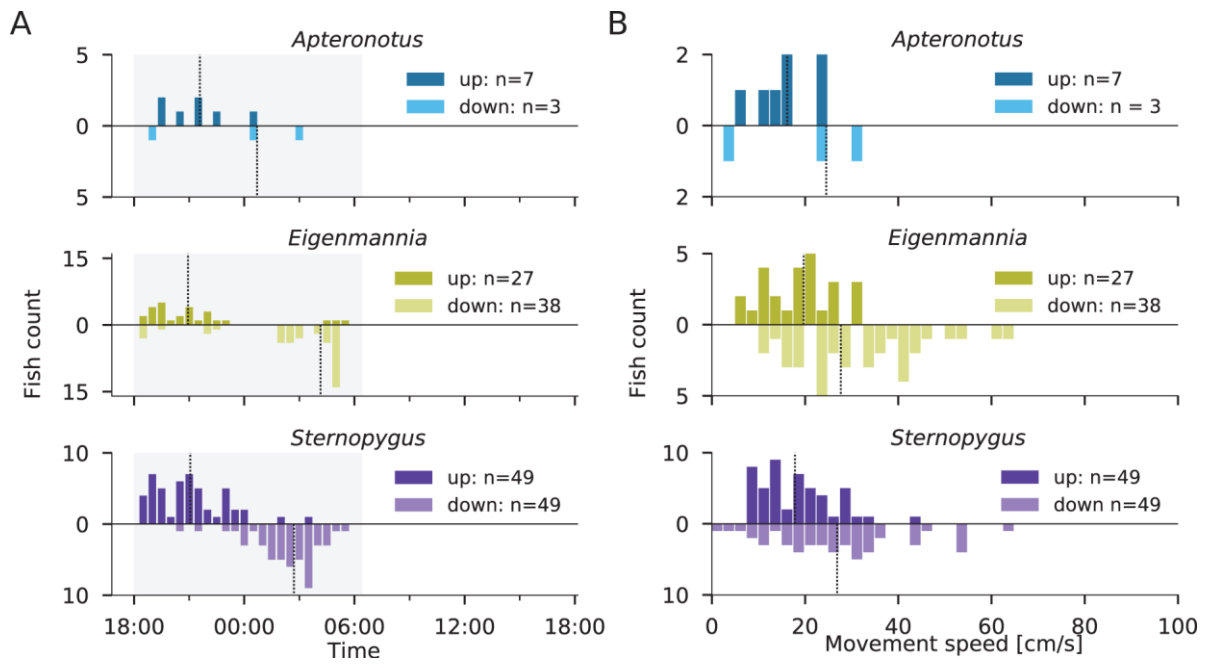 A
Apteronotus
5
0
5
up: n=7
down: n=3
Eigenmannia
15
0
15
up: n=27
down: n=38
Fish count
Sternopygus
10
0
10
up: n=49
down: n=49
18:00
00:00
06:00
12:00
18:00
Time
B
Apteronotus
2
0
2
up: n=7
down: n = 3
Eigenmannia
5
0
5
up: n=27
down: n=38
Fish count
Sternopygus
10
0
10
up: n=49
down n=49
0
20
40
60
80
100
Movement speed [cm/s]